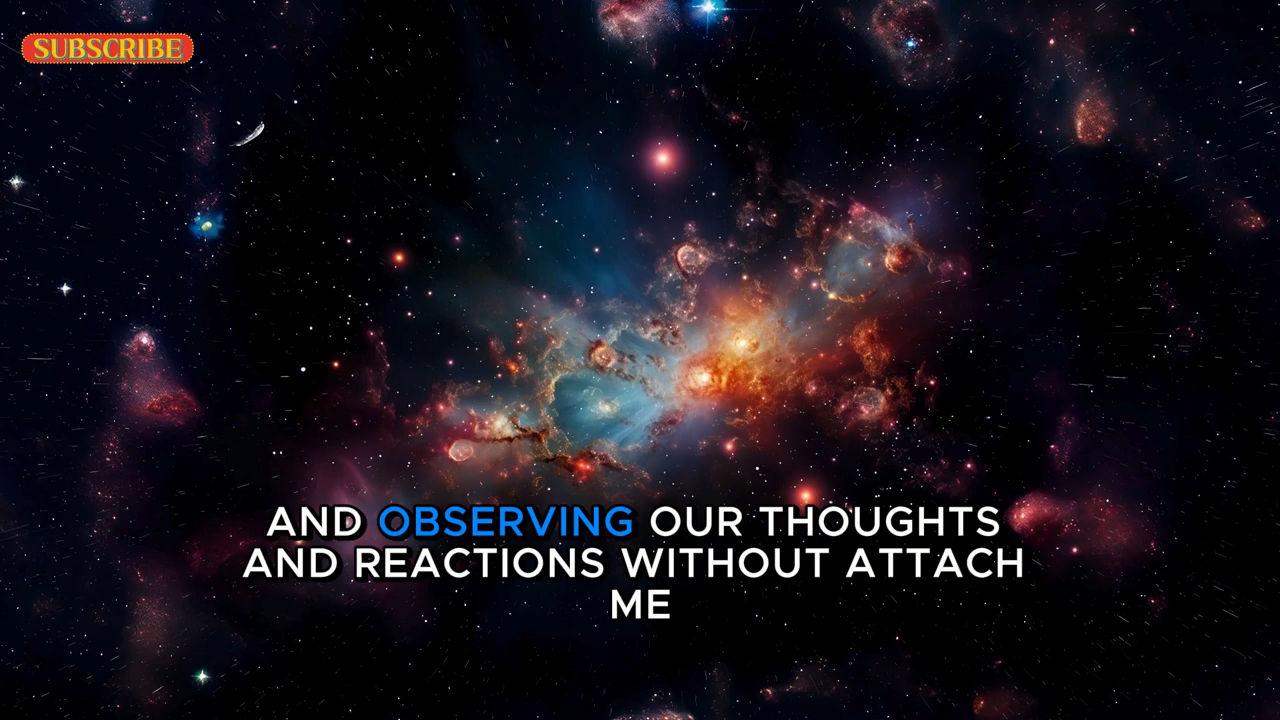 SUBSCRIBE
AND OBSERVING OUR THOUGHTS
AND REACTIONS WITHOUT ATTACH
ME